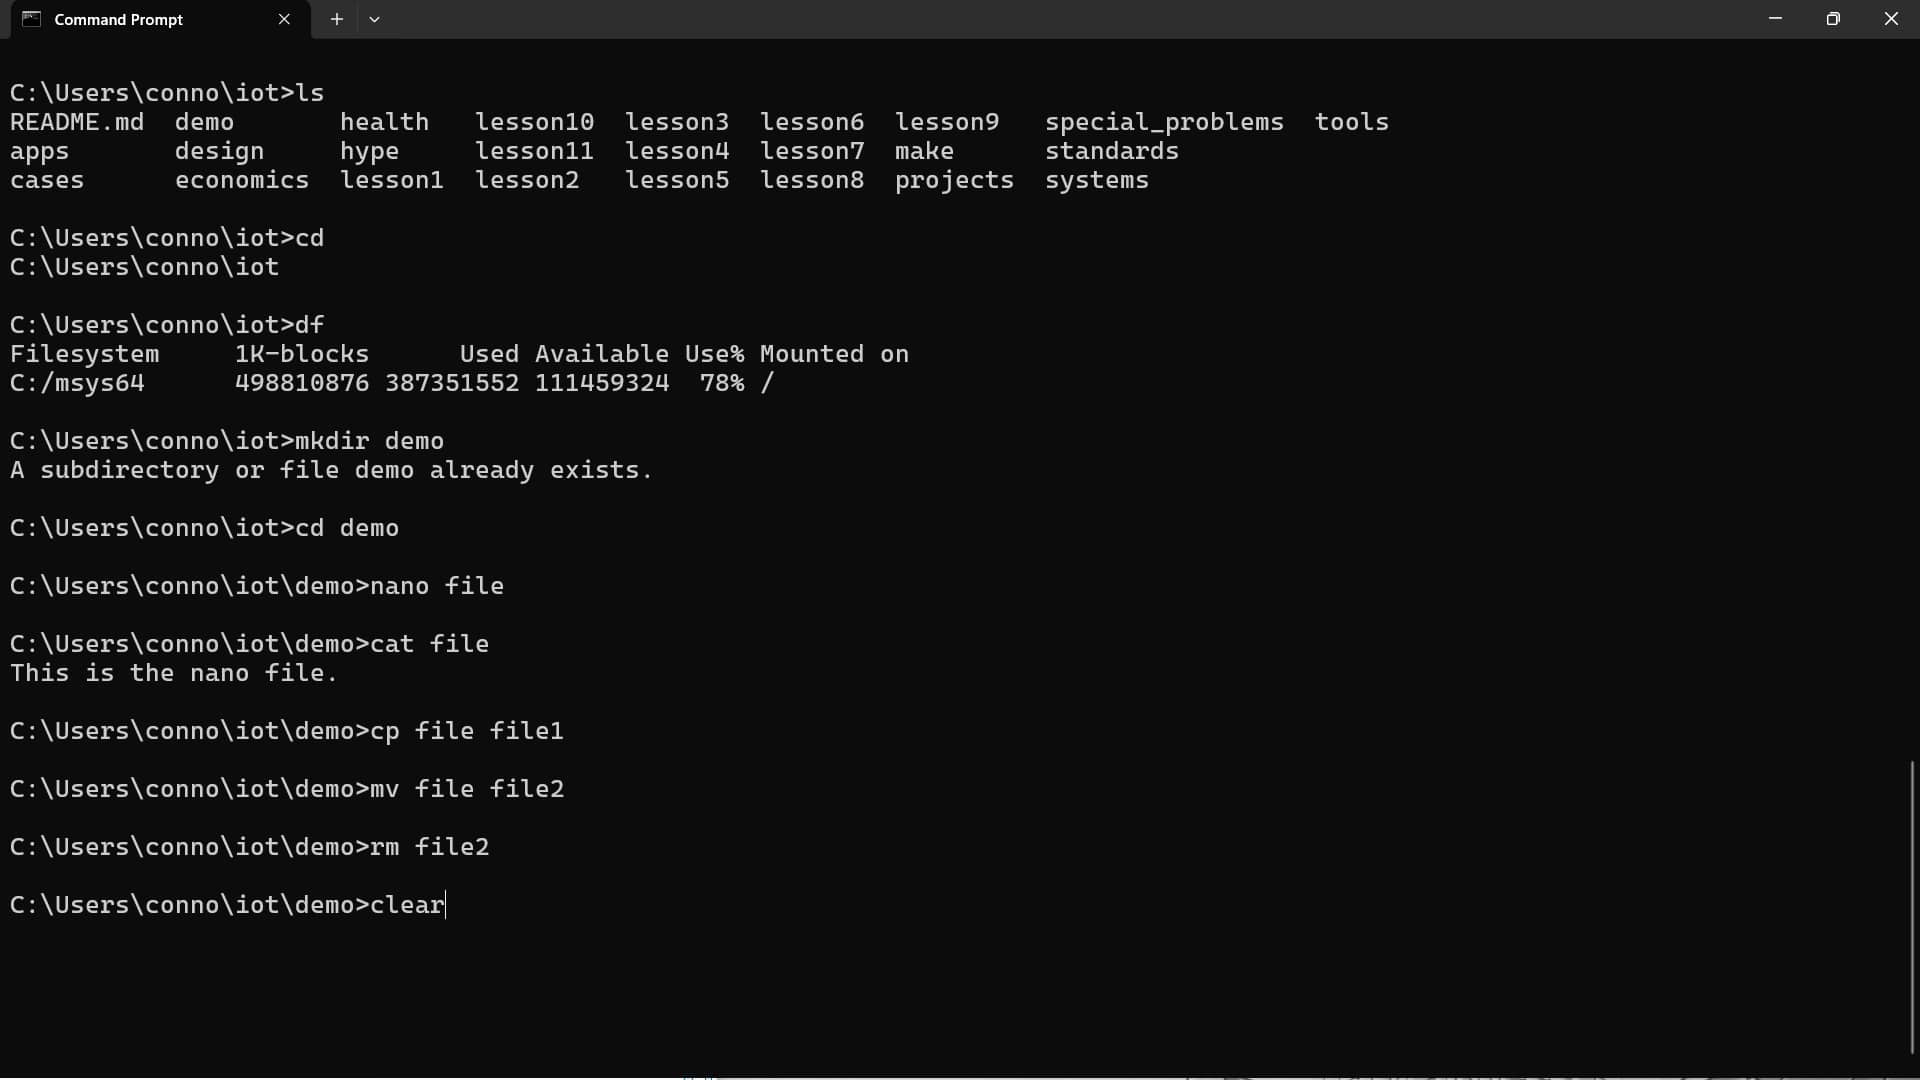 Command Prompt
C:\Users\conno\iot>ls
README.md  demo       health   lesson10  lesson3  lesson6  lesson9   special_problems  tools
apps       design     hype     lesson11  lesson4  lesson7  make      standards
cases      economics  lesson1  lesson2   lesson5  lesson8  projects  systems
C:\Users\conno\iot>cd
C:\Users\conno\iot
C:\Users\conno\iot>df
Filesystem     1K-blocks      Used Available Use% Mounted on
C:/msys64      498810876 387351552 111459324  78% /
C:\Users\conno\iot>mkdir demo
A subdirectory or file demo already exists.
C:\Users\conno\iot>cd demo
C:\Users\conno\iot\demo>nano file
C:\Users\conno\iot\demo>cat file
This is the nano file.
C:\Users\conno\iot\demo>cp file file1
C:\Users\conno\iot\demo>mv file file2
C:\Users\conno\iot\demo>rm file2
C:\Users\conno\iot\demo>clear